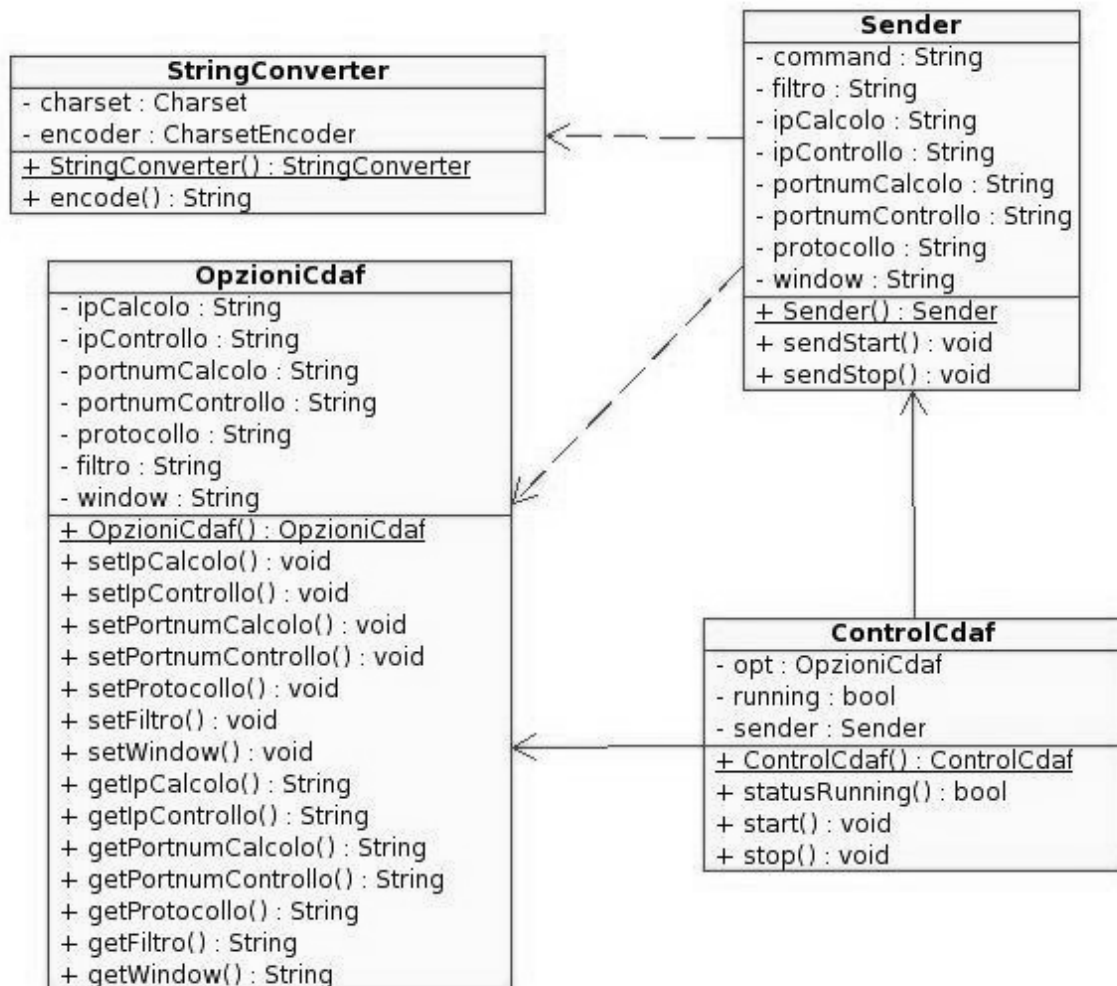 StringConverter
- charset : Charset
- encoder : CharsetEncoder
+ StringConverter() : StringConverter
+ encode() : String
Sender
- command : String
- filtro : String
- ipCalcolo : String
- ipControllo : String
- portnumCalcolo : String
- portnumControllo : String
- protocollo : String
- window : String
+ Sender() : Sender
+ sendStart() : void
+ sendStop() : void
OpzioniCdaf
- ipCalcolo : String
- ipControllo : String
- portnumCalcolo : String
- portnumControllo : String
- protocollo : String
- filtro : String
- window : String
+ OpzioniCdaf() : OpzioniCdaf
+ setIpCalcolo() : void
+ setIpControllo() : void
+ setPortnumCalcolo() : void
+ setPortnumControllo() : void
+ setProtocollo() : void
+ setFiltro() : void
+ setWindow() : void
+ getIpCalcolo() : String
+ getIpControllo() : String
+ getPortnumCalcolo() : String
+ getPortnumControllo() : String
+ getProtocollo() : String
+ getFiltro() : String
+ getWindow() : String
ControlCdaf
- opt : OpzioniCdaf
- running : bool
- sender : Sender
+ ControlCdaf() : ControlCdaf
+ statusRunning() : bool
+ start() : void
+ stop() : void